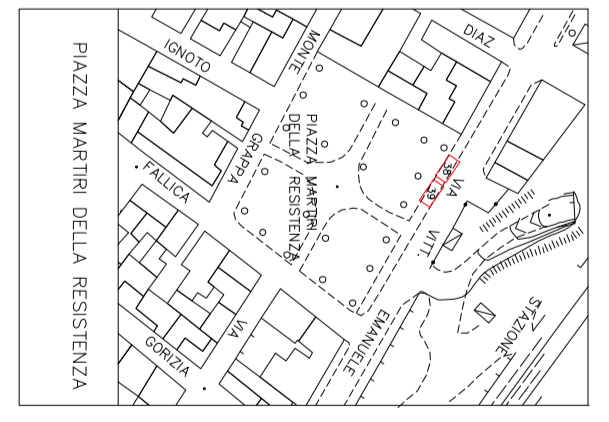 PIAZZA MARTIRI DELLA RESISTENZA
IGNOTO
MONTE
DIAZ
PIAZZA MARTIRI
DELLA RESISTENZA
GRAPPA
FALLICA
38
39
VIA
VITT.
EMANUELE
STAZIONE
VIA
GORIZIA